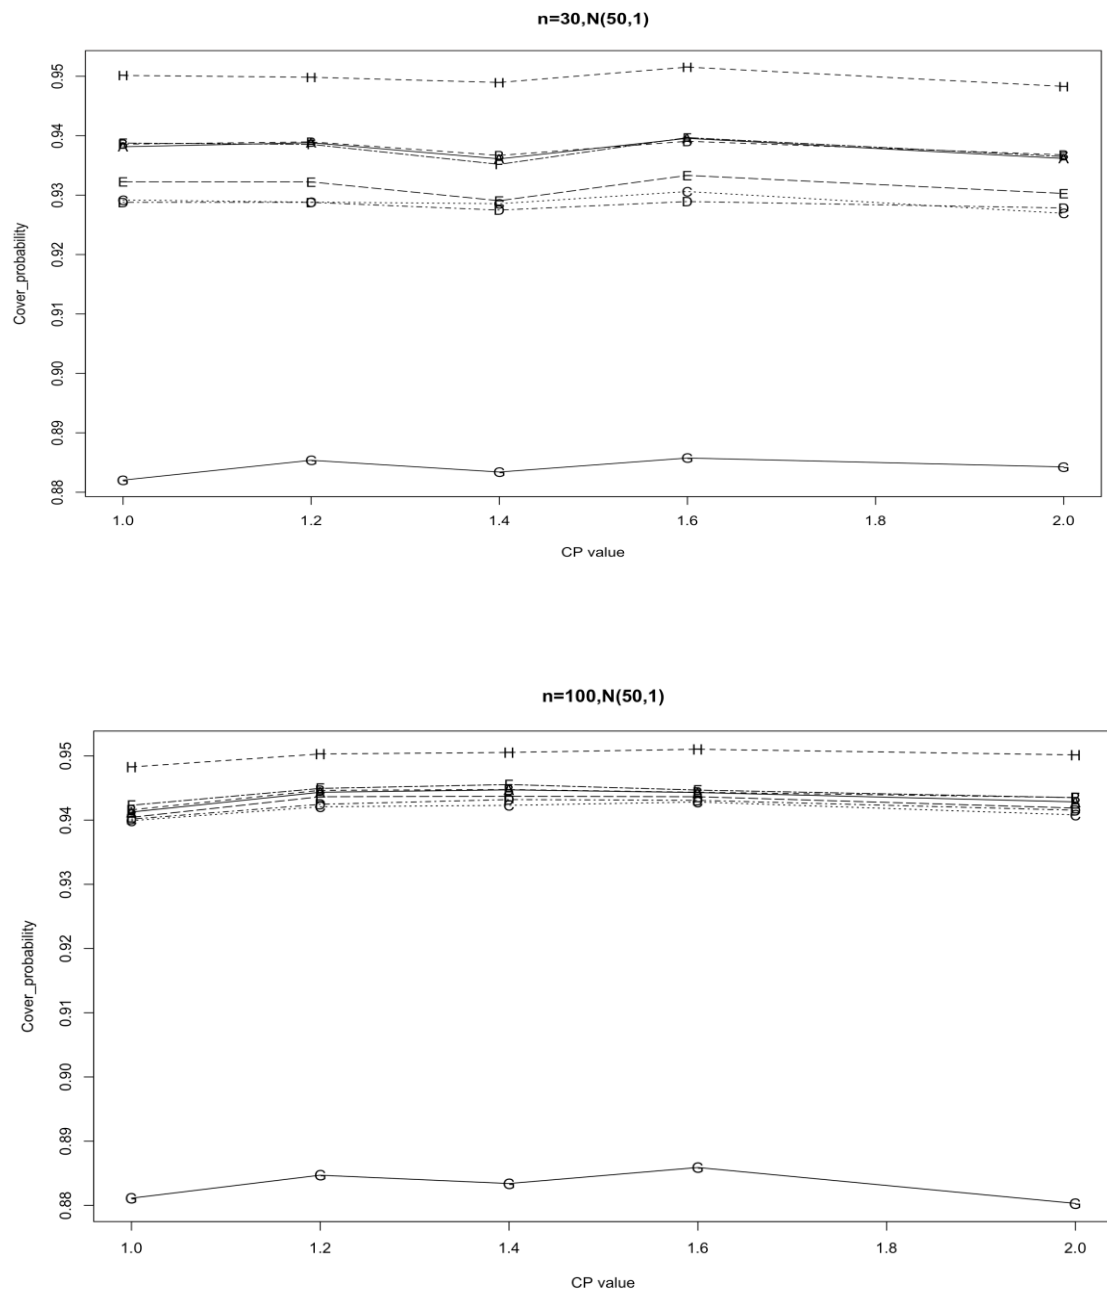 n=30,N(50,1)
0.95
0.94
0.93
0.92
0.91
0.90
0.89
0.88
Cover_probability
H H H H H
E E E E E
G G G G G
1.0 1.2 1.4 1.6 1.8 2.0
CP value
n=100,N(50,1)
0.95
0.94
0.93
0.92
0.91
0.90
0.89
0.88
Cover_probability
H H H H H
G G G G G
1.0 1.2 1.4 1.6 1.8 2.0
CP value